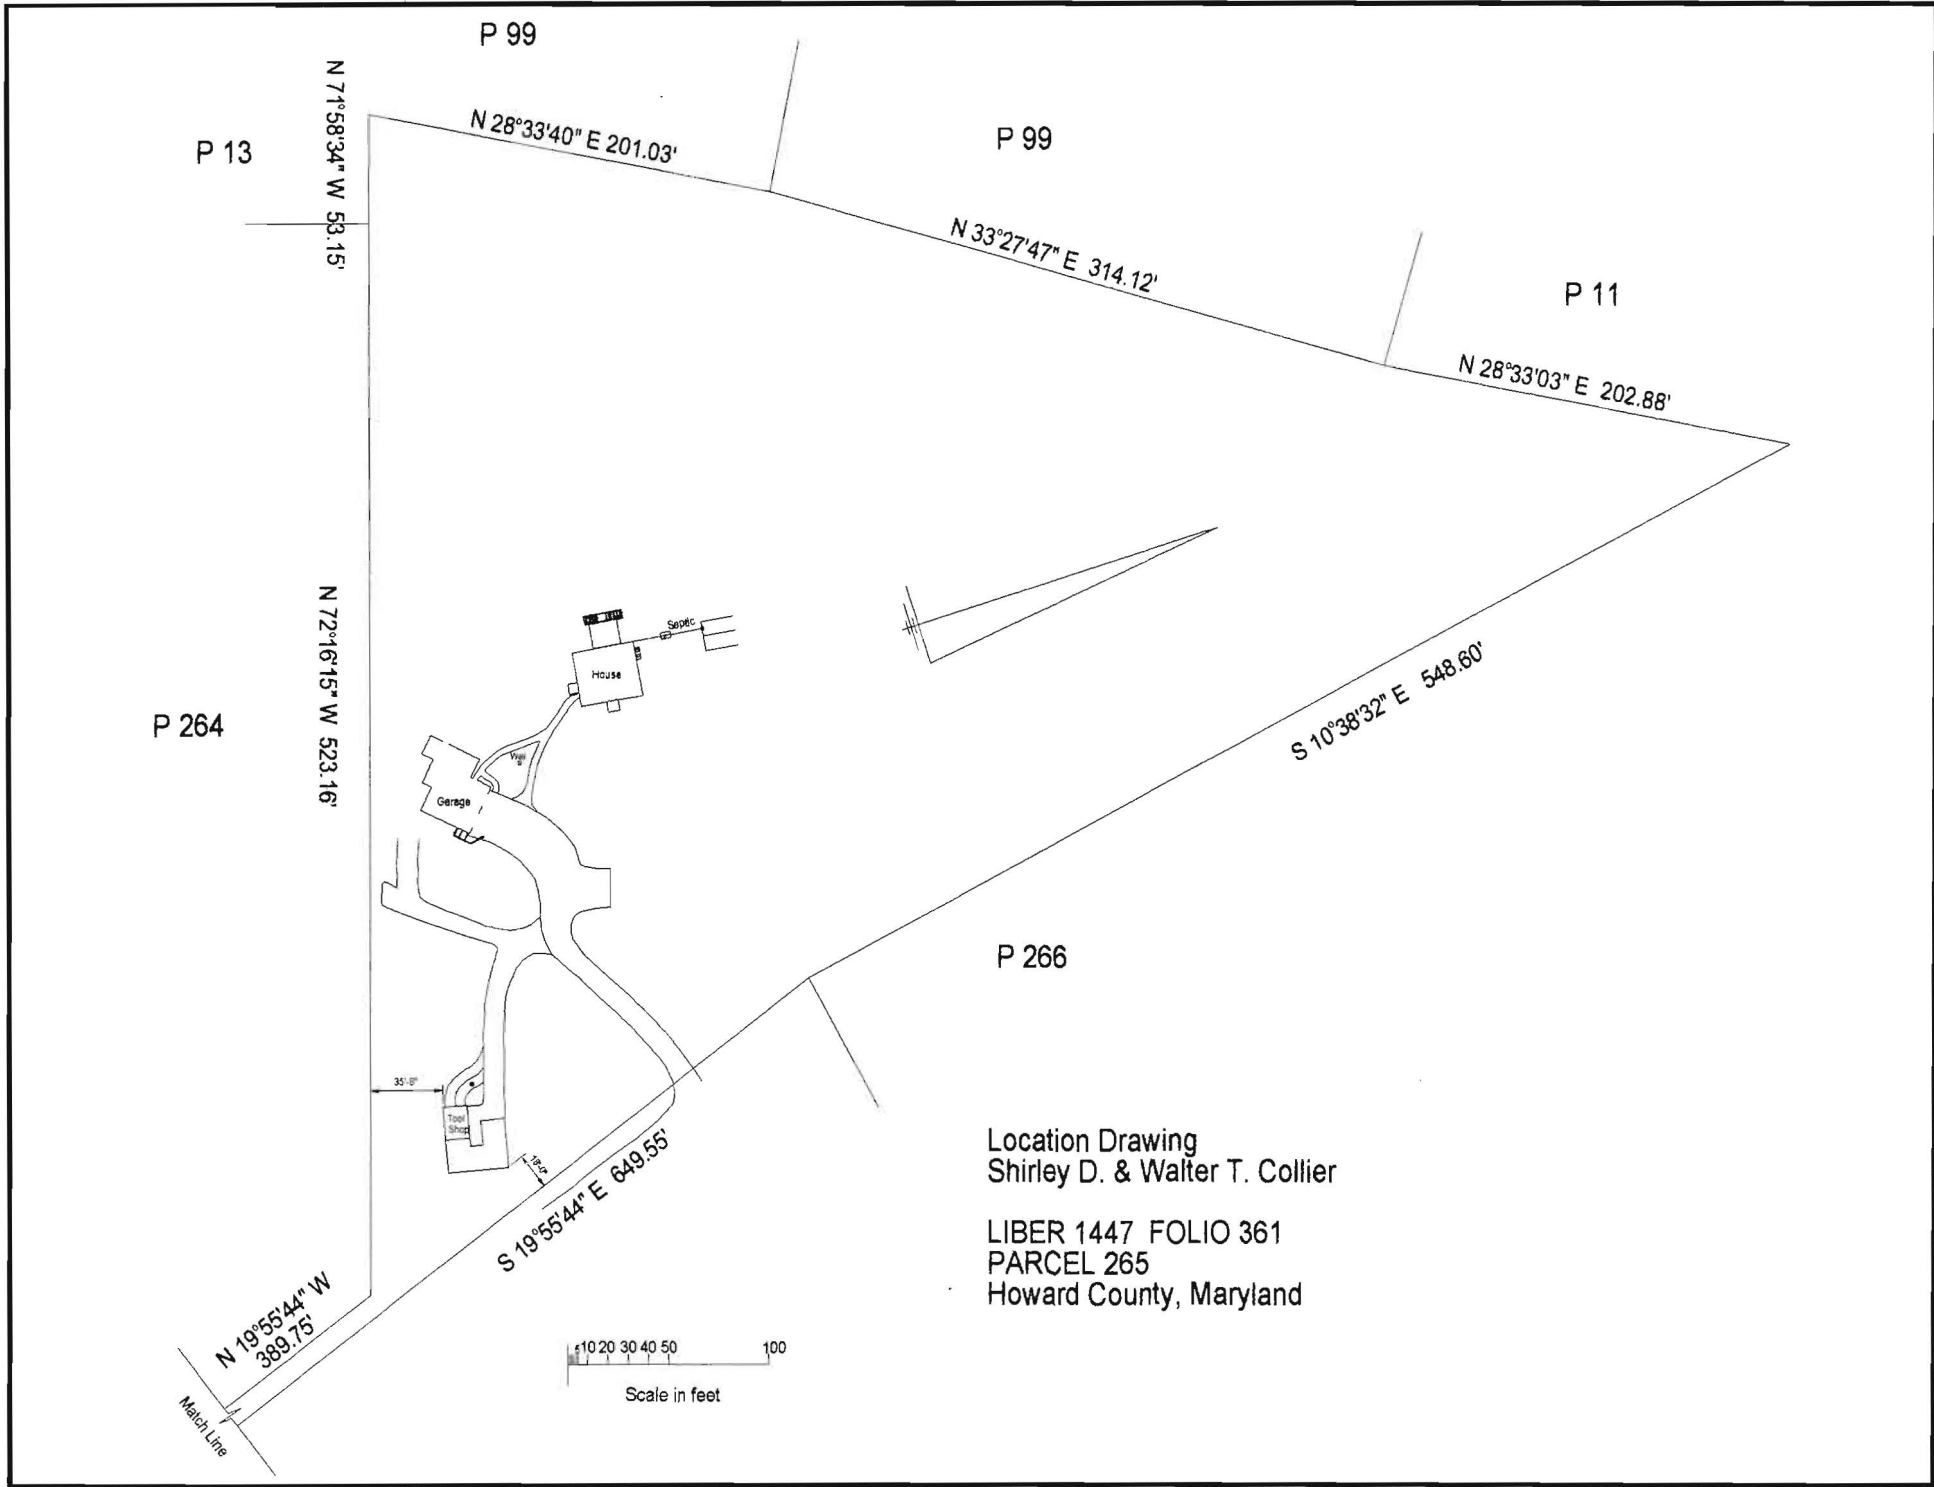 P 99
N 71°58'34" W 53.15'
N 28°33'40" E 201.03'
P 13
P 99
N 33°27'47" E 314.12'
P 11
N 28°33'03" E 202.88'
Septic
House
N 72°16'15" W 523.16'
P 264
S 10°38'32" E 548.60'
Well
Garage
P 266
35'-8"
Tool
Shop
18'-0"
S 19°55'44" E 649.55'
Location Drawing
Shirley D. & Walter T. Collier
LIBER 1447 FOLIO 361
PARCEL 265
Howard County, Maryland
N 19°55'44" W
389.75'
5 10 20 30 40 50 100
Scale in feet
Match Line